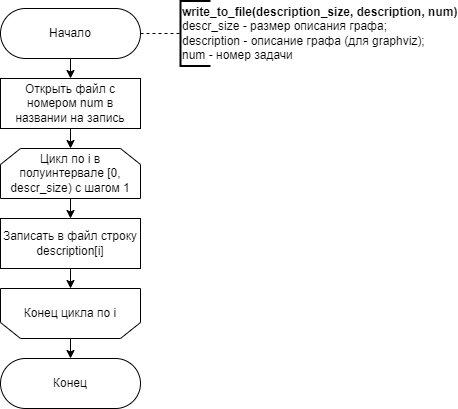 Начало
write_to_file(description_size, description, num)
descr_size - размер описания графа;
description - описание графа (для graphviz);
num - номер задачи
Открыть файл с
номером num в
названии на запись
Цикл по i в
полуинтервале [0,
descr_size) с шагом 1
Записать в файл строку
description[i]
Конец цикла по i
Конец